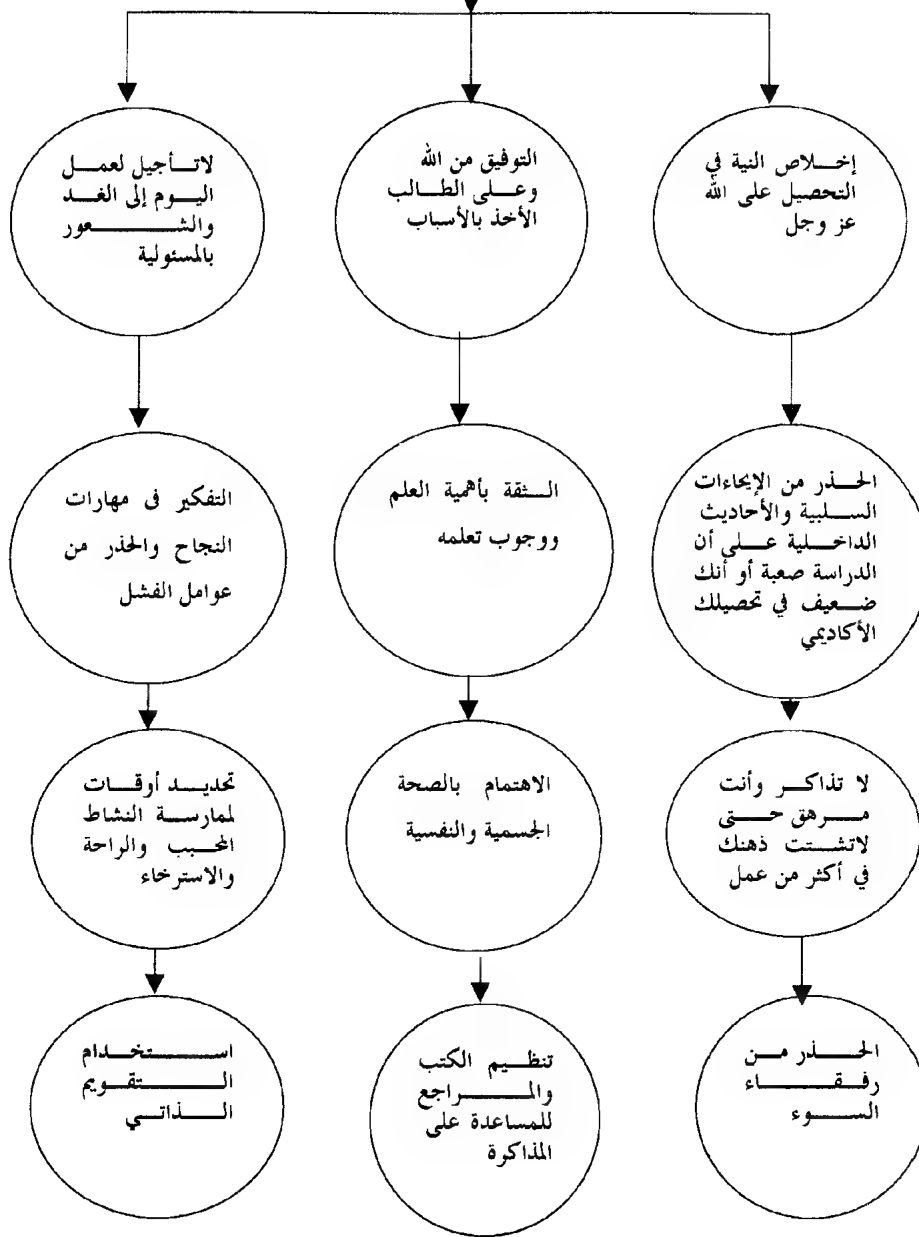 إخلاص النية في
التحصيل على الله
عز وجل
التوفيق من الله
وعلى الطالب
الأخذ بالأسباب
لاتأجيل لعمل
اليوم إلى الغد
والشعور
بالمسئولية
الحذر من الإيحاءات
السلبية والأحاديث
الداخلية على أن
الدراسة صعبة أو أنك
ضعيف في تحصيلك
الأكاديمي
الثقة بأهمية العلم
ووجوب تعلمه
التفكير فى مهارات
النجاح والحذر من
عوامل الفشل
لا تذاكر وأنت
مرهق حتى
لاتشتت ذهنك
في أكثر من عمل
الاهتمام بالصحة
الجسمية والنفسية
تحديد أوقات
لممارسة النشاط
المحبب والراحة
والاسترخاء
الحذر من
رفقاء
السوء
تنظيم الكتب
والمراجع
للمساعدة على
المذاكرة
استخدام
التقويم
الذاتي